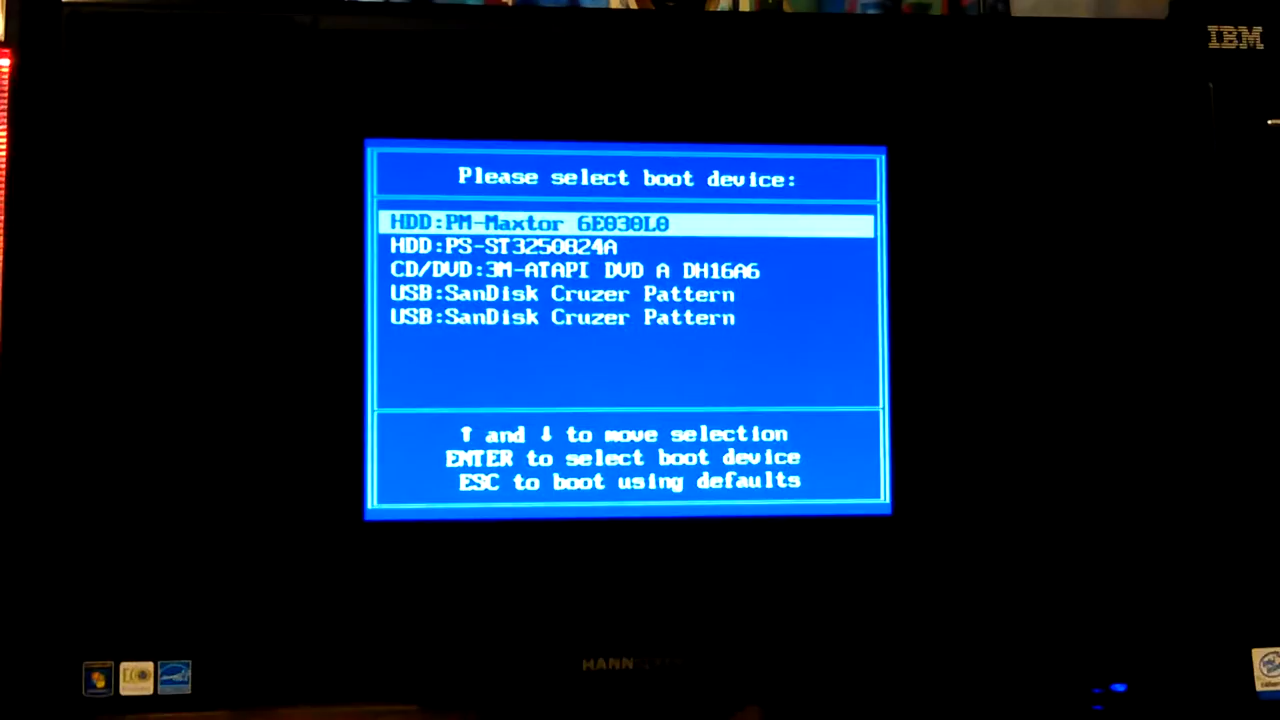 IBM
Please select boot device:
HDD:PM-Maxtor 6E030L0
HDD:PS-ST3250824A
CD/DVD:3M-ATAPI DVD A DH16A6
USB:SanDisk Cruzer Pattern
USB:SanDisk Cruzer Pattern
↑ and ↓ to move selection
ENTER to select boot device
ESC to boot using defaults
HANN